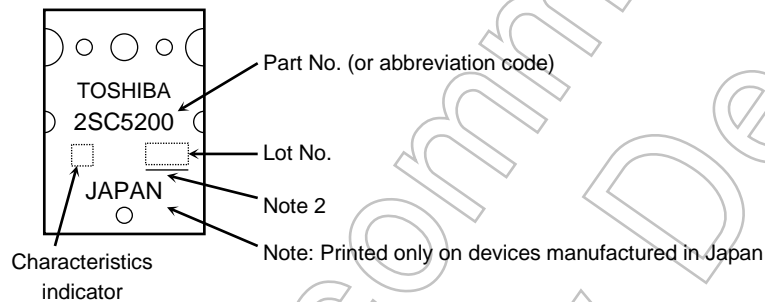 TOSHIBA
2SC5200
JAPAN
Part No. (or abbreviation code)
Lot No.
Note 2
Note: Printed only on devices manufactured in Japan
Characteristics
indicator